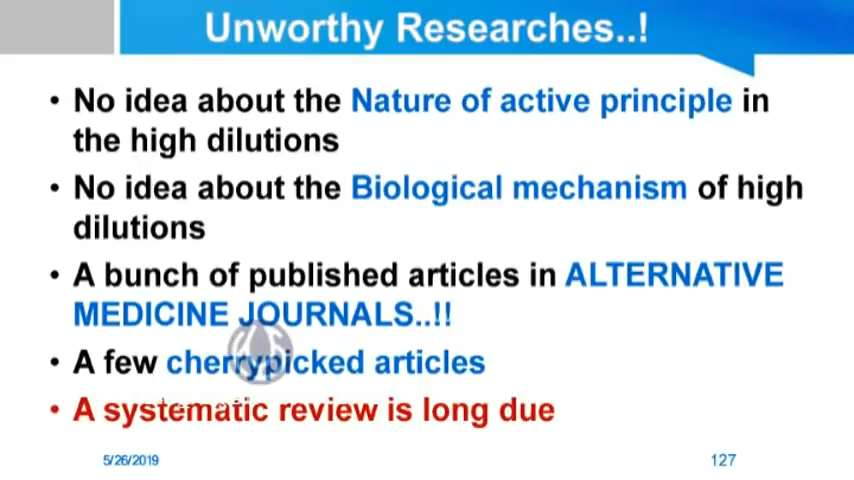 Unworthy Researches..!
• No idea about the Nature of active principle in
the high dilutions
• No idea about the Biological mechanism of high
dilutions
• A bunch of published articles in ALTERNATIVE
MEDICINE JOURNALS..!!
• A few cherrypicked articles
• A systematic review is long due
5/26/2019
127